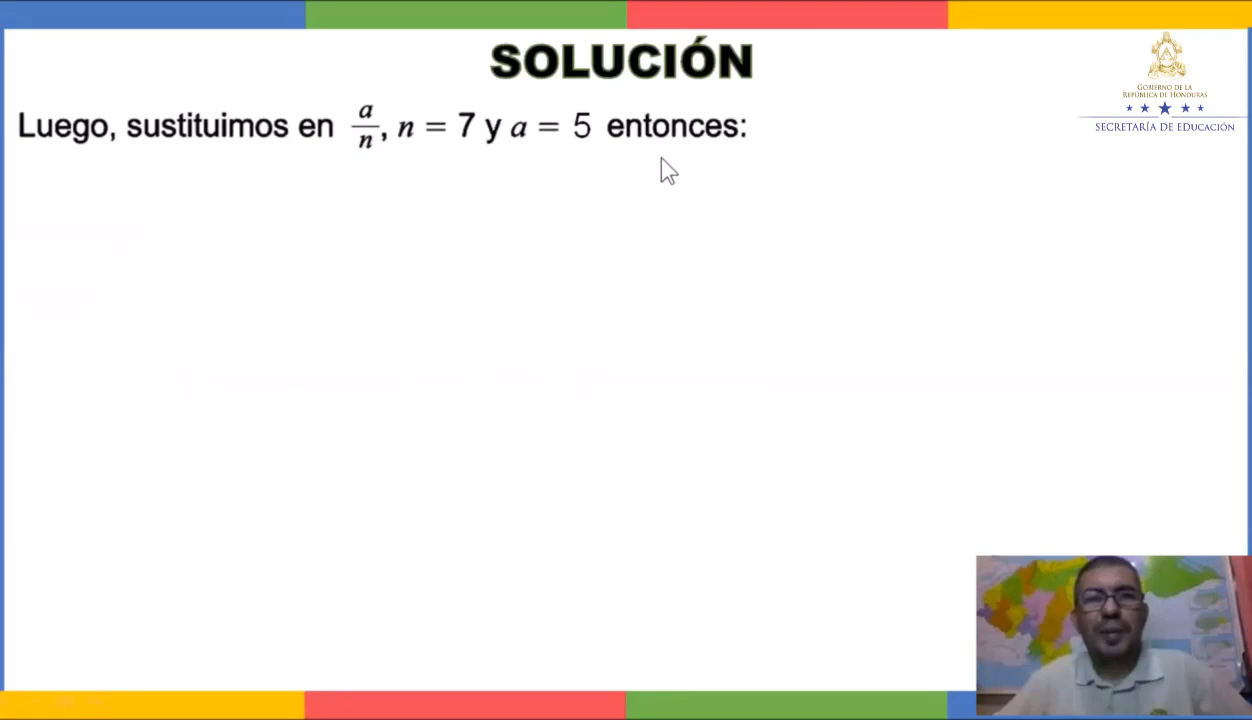 SOLUCIÓN
GOBIERNO DE LA
REPÚBLICA DE HONDURAS
SECRETARÍA DE EDUCACIÓN
Luego, sustituimos en a/n, n = 7 y a = 5 entonces: